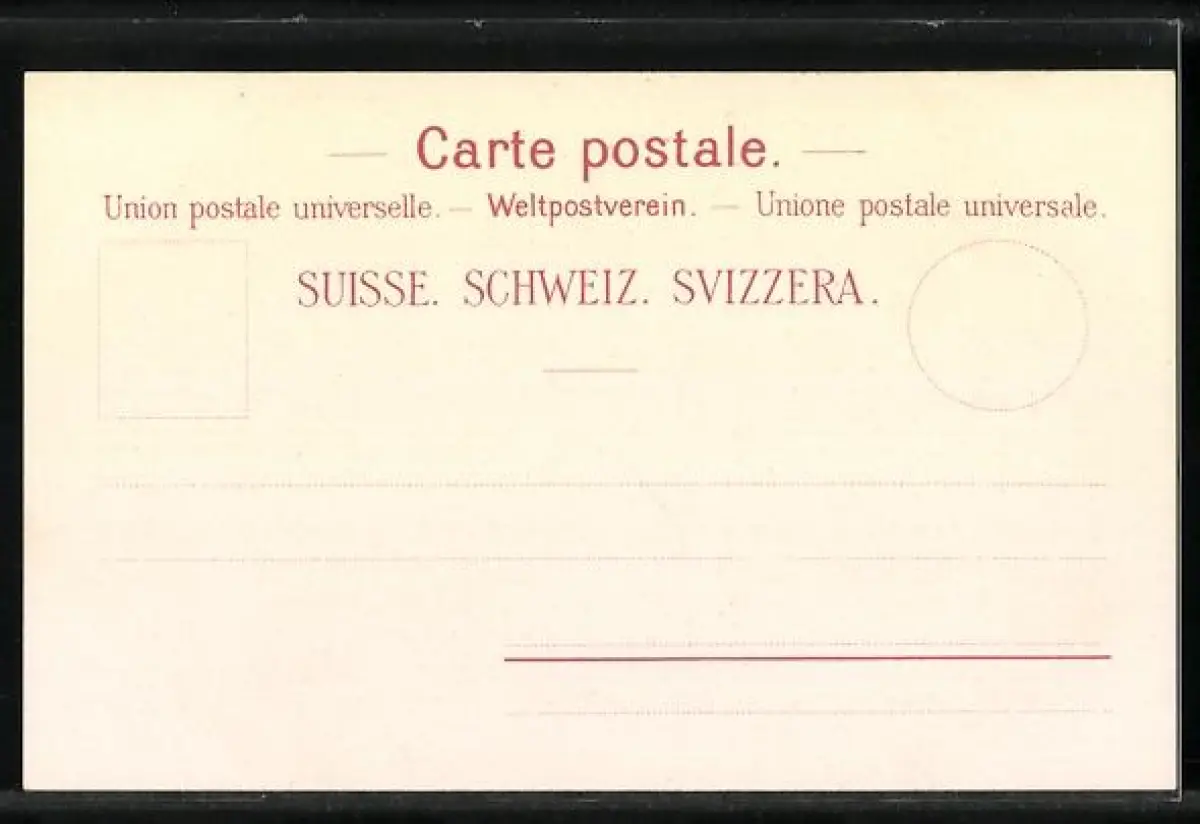 — Carte postale. —
Union postale universelle. — Weltpostverein. — Unione postale universale.
SUISSE. SCHWEIZ. SVIZZERA.